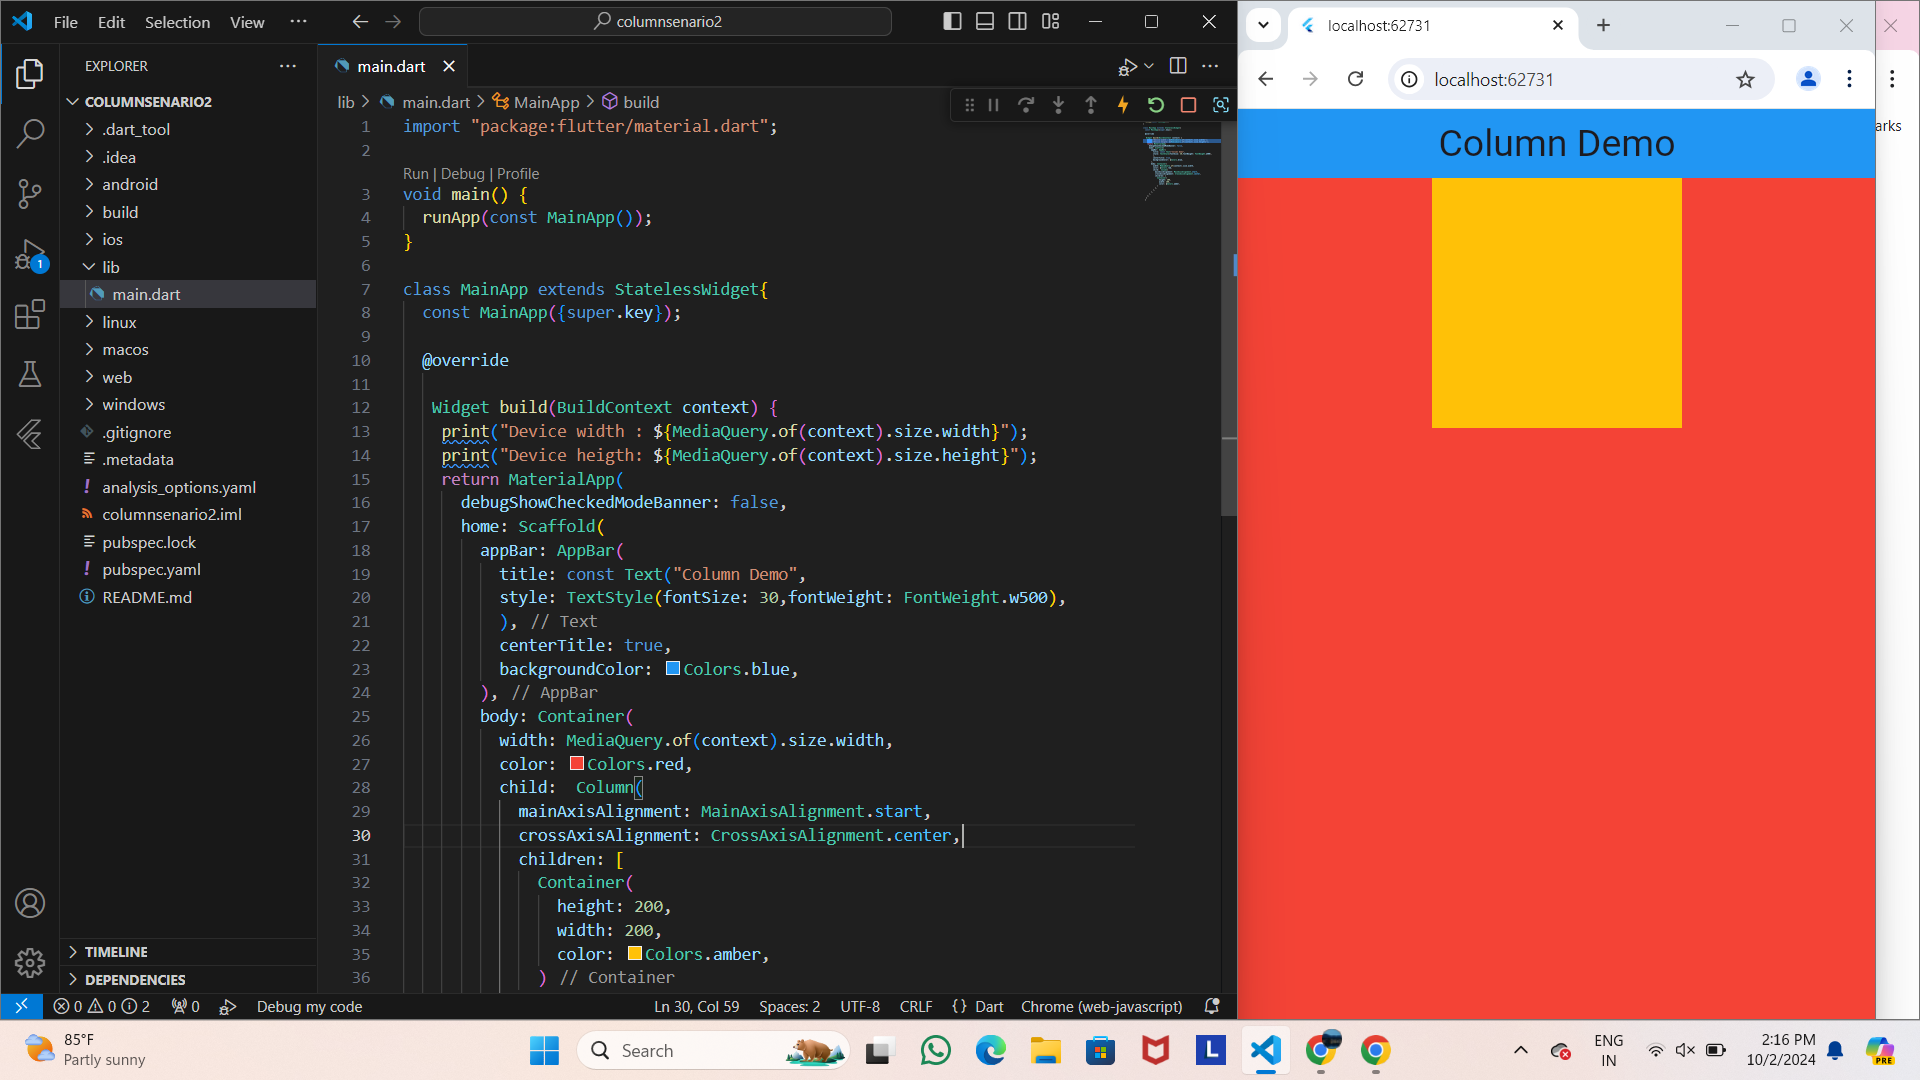 File Edit Selection View ···
columnsenario2
EXPLORER
COLUMNSENARIO2
.dart_tool
.idea
android
build
ios
lib
main.dart
linux
macos
web
windows
.gitignore
.metadata
analysis_options.yaml
columnsenario2.iml
pubspec.lock
pubspec.yaml
README.md
TIMELINE
DEPENDENCIES
1
main.dart
lib > main.dart > MainApp > build
1 import "package:flutter/material.dart";
2
Run | Debug | Profile
3 void main() {
4 runApp(const MainApp());
5 }
6
7 class MainApp extends StatelessWidget{
8 const MainApp({super.key});
9
10 @override
11
12 Widget build(BuildContext context) {
13 print("Device width : ${MediaQuery.of(context).size.width}");
14 print("Device heigth: ${MediaQuery.of(context).size.height}");
15 return MaterialApp(
16 debugShowCheckedModeBanner: false,
17 home: Scaffold(
18 appBar: AppBar(
19 title: const Text("Column Demo",
20 style: TextStyle(fontSize: 30,fontWeight: FontWeight.w500),
21 ), // Text
22 centerTitle: true,
23 backgroundColor: Colors.blue,
24 ), // AppBar
25 body: Container(
26 width: MediaQuery.of(context).size.width,
27 color: Colors.red,
28 child:  Column(
29 mainAxisAlignment: MainAxisAlignment.start,
30 crossAxisAlignment: CrossAxisAlignment.center,
31 children: [
32 Container(
33 height: 200,
34 width: 200,
35 color: Colors.amber,
36 ) // Container
0 0 2 0 Debug my code Ln 30, Col 59 Spaces: 2 UTF-8 CRLF {} Dart Chrome (web-javascript)
localhost:62731
localhost:62731
arks
Column Demo
85°F
Partly sunny
Search
L
PRE
ENG
IN
2:16 PM
10/2/2024